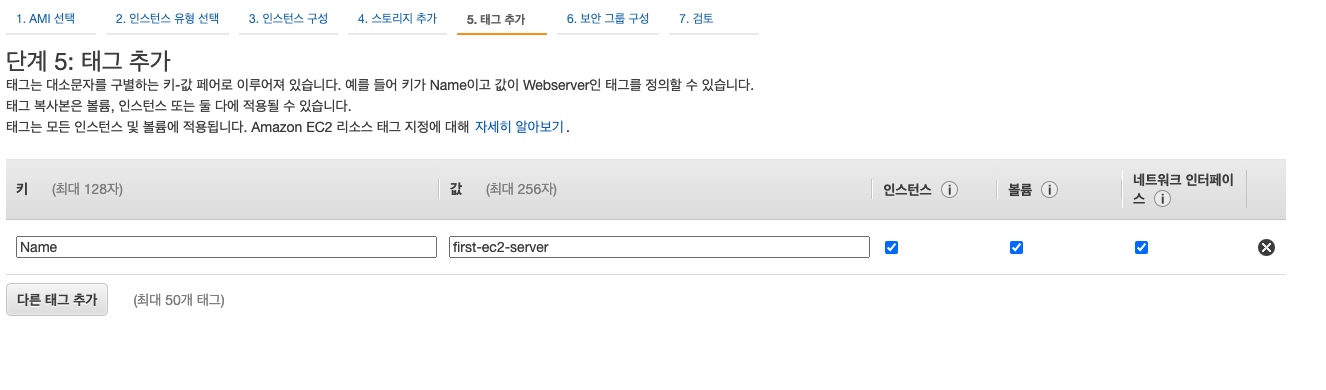 1. AMI 선택 2. 인스턴스 유형 선택 3. 인스턴스 구성 4. 스토리지 추가 5. 태그 추가 6. 보안 그룹 구성 7. 검토
단계 5: 태그 추가
태그는 대소문자를 구별하는 키-값 페어로 이루어져 있습니다. 예를 들어 키가 Name이고 값이 Webserver인 태그를 정의할 수 있습니다.
태그 복사본은 볼륨, 인스턴스 또는 둘 다에 적용될 수 있습니다.
태그는 모든 인스턴스 및 볼륨에 적용됩니다. Amazon EC2 리소스 태그 지정에 대해 자세히 알아보기.
키 (최대 128자) 값 (최대 256자) 인스턴스 i 볼륨 i 네트워크 인터페이
스 i
Name first-ec2-server
다른 태그 추가 (최대 50개 태그)